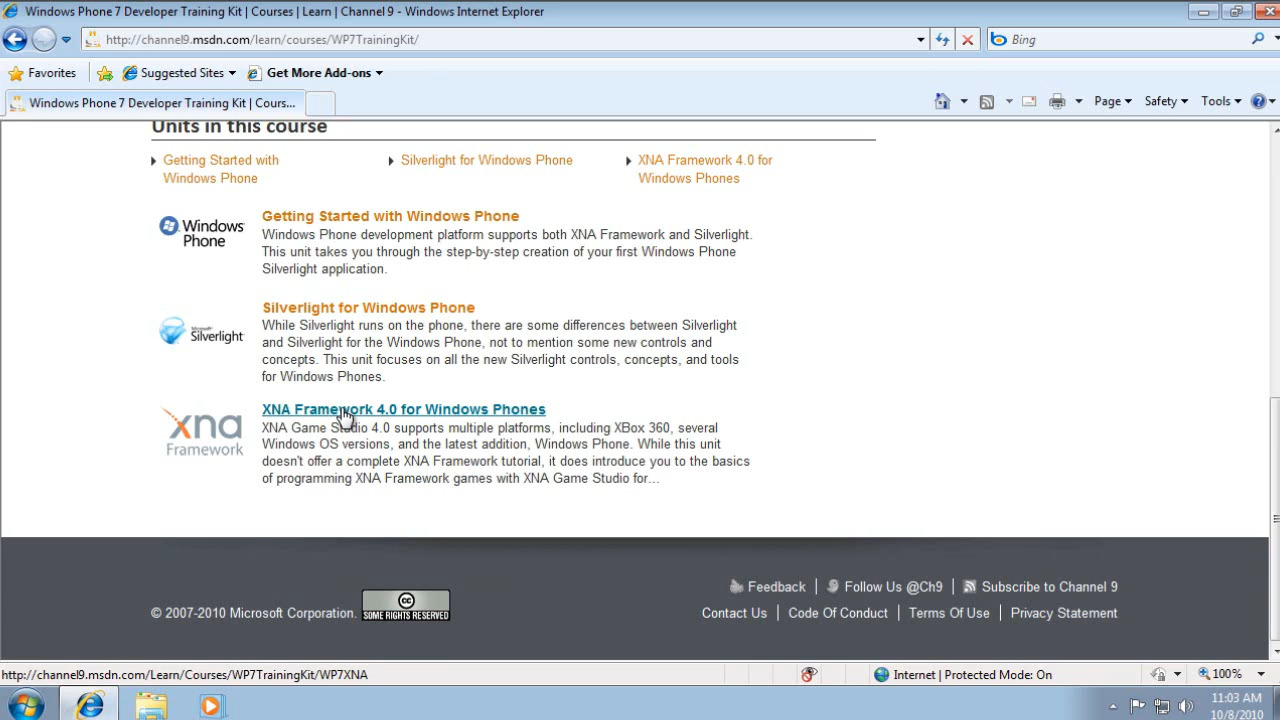 Windows Phone 7 Developer Training Kit | Courses | Learn | Channel 9 - Windows Internet Explorer
http://channel9.msdn.com/learn/courses/WP7TrainingKit/
Bing
Favorites
Suggested Sites
Get More Add-ons
Windows Phone 7 Developer Training Kit | Cours...
Page
Safety
Tools
Units in this course
Getting Started with
Windows Phone
Silverlight for Windows Phone
XNA Framework 4.0 for
Windows Phones
Windows
Phone
Getting Started with Windows Phone
Windows Phone development platform supports both XNA Framework and Silverlight.
This unit takes you through the step-by-step creation of your first Windows Phone
Silverlight application.
Microsoft
Silverlight
Silverlight for Windows Phone
While Silverlight runs on the phone, there are some differences between Silverlight
and Silverlight for the Windows Phone, not to mention some new controls and
concepts. This unit focuses on all the new Silverlight controls, concepts, and tools
for Windows Phones.
xna
Framework
XNA Framework 4.0 for Windows Phones
XNA Game Studio 4.0 supports multiple platforms, including XBox 360, several
Windows OS versions, and the latest addition, Windows Phone. While this unit
doesn't offer a complete XNA Framework tutorial, it does introduce you to the basics
of programming XNA Framework games with XNA Game Studio for...
Feedback | Follow Us @Ch9 | Subscribe to Channel 9
© 2007-2010 Microsoft Corporation.
cc
SOME RIGHTS RESERVED
Contact Us | Code Of Conduct | Terms Of Use | Privacy Statement
http://channel9.msdn.com/Learn/Courses/WP7TrainingKit/WP7XNA
Internet | Protected Mode: On
100%
11:03 AM
10/8/2010